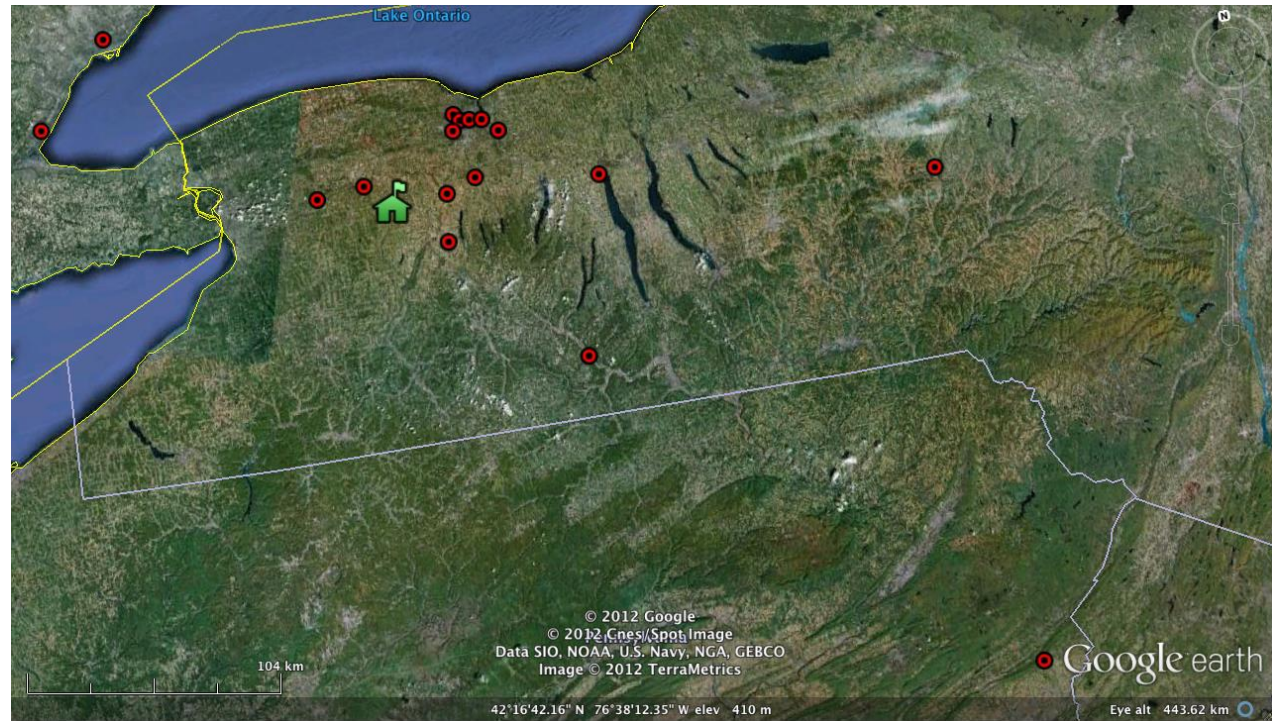 Lake Ontario
N
© 2012 Google
© 2012 Cnes/Spot Image
Pennsylvania
Data SIO, NOAA, U.S. Navy, NGA, GEBCO
Image © 2012 TerraMetrics
Google earth
104 km
42°16'42.16" N 76°38'12.35" W elev 410 m
Eye alt 443.62 km